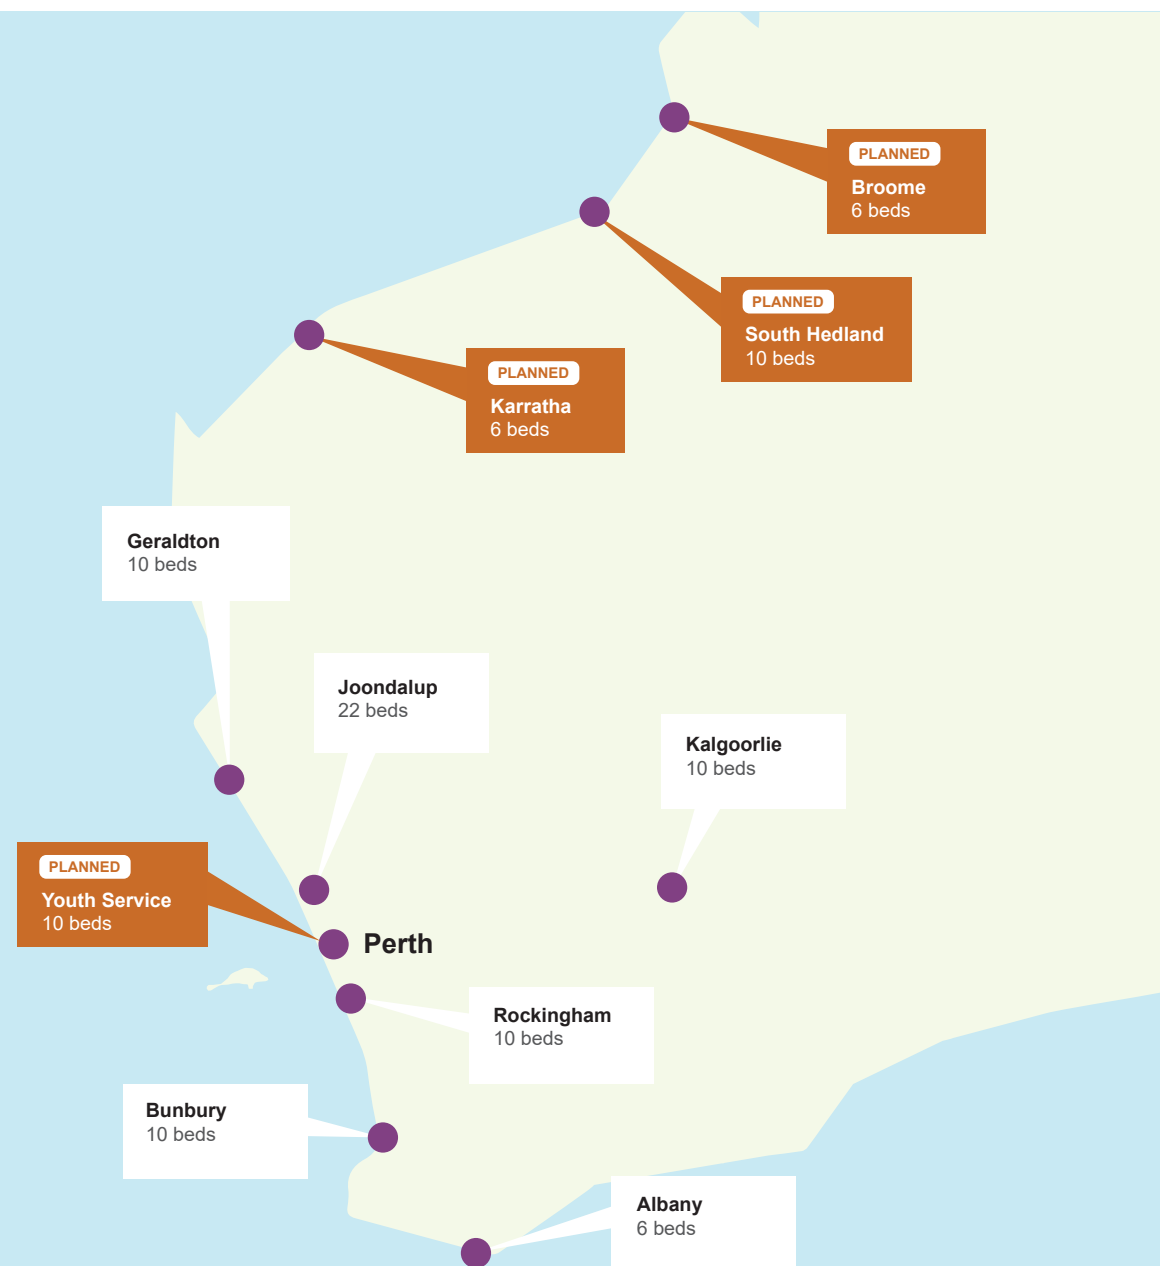 PLANNED
Broome
6 beds
PLANNED
South Hedland
10 beds
PLANNED
Karratha
6 beds
Geraldton
10 beds
Joondalup
22 beds
Kalgoorlie
10 beds
PLANNED
Youth Service
10 beds
Perth
Rockingham
10 beds
Bunbury
10 beds
Albany
6 beds